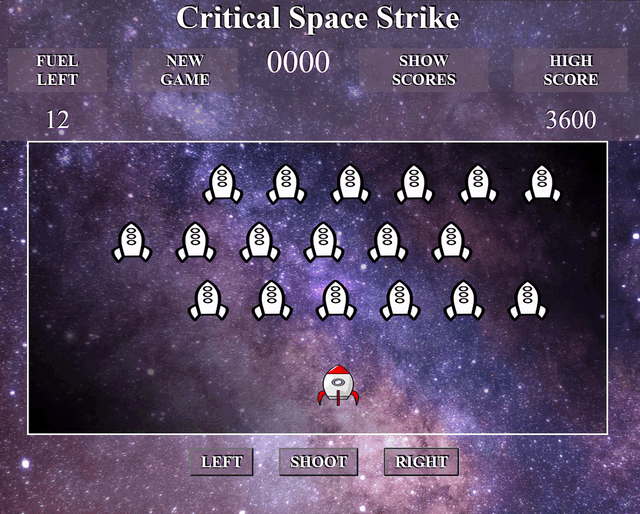 Critical Space Strike
FUEL
LEFT
NEW
GAME
0000
SHOW
SCORES
HIGH
SCORE
12
3600
LEFT
SHOOT
RIGHT